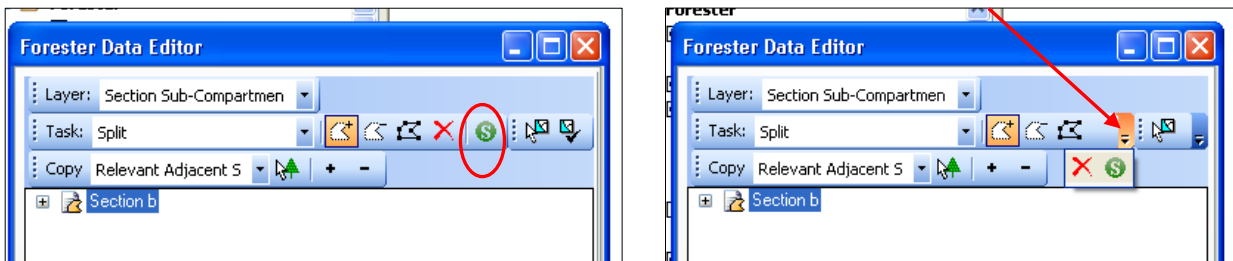 Forester Data Editor
Layer: Section Sub-Compartmen
Task: Split
S
Copy Relevant Adjacent S + -
Section b
Forester
Forester Data Editor
Layer: Section Sub-Compartmen
Task: Split
Copy Relevant Adjacent S + -
S
Section b